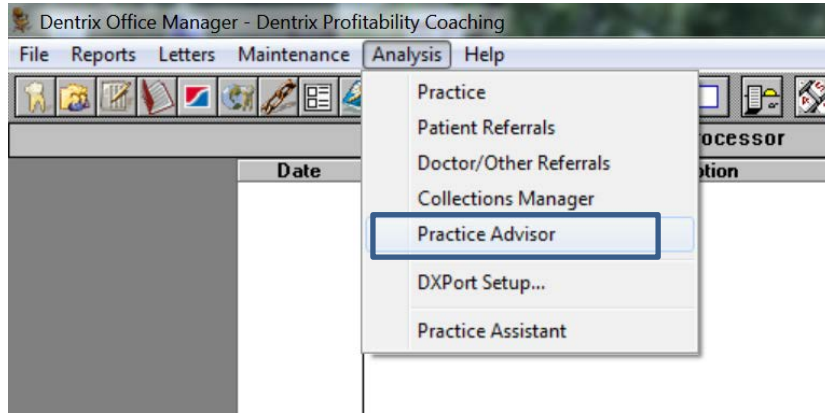 Dentrix Office Manager - Dentrix Profitability Coaching
File Reports Letters Maintenance Analysis Help
Practice
Patient Referrals
ocessor
Doctor/Other Referrals
Date
ption
Collections Manager
Practice Advisor
DXPort Setup...
Practice Assistant